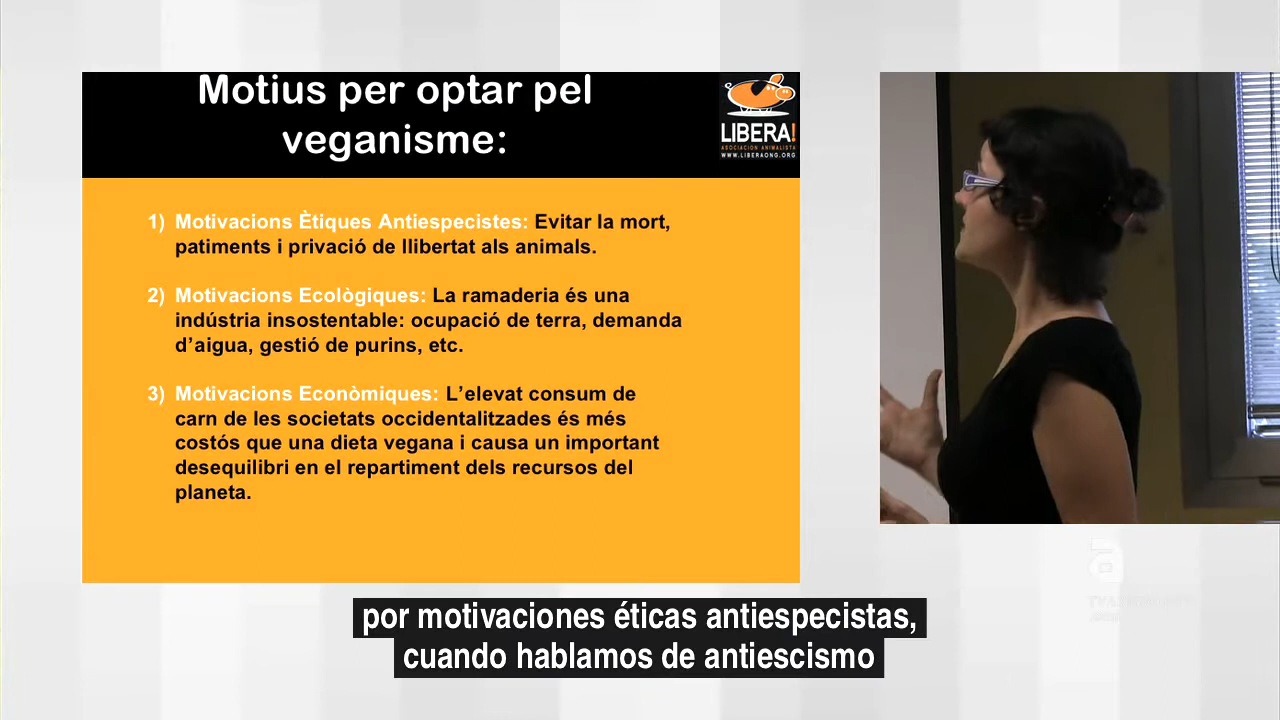 Motius per optar pel
veganisme:
LIBERA!
ASOCIACION ANIMALISTA
WWW.LIBERAONG.ORG
1) Motivacions Ètiques Antiespecistes: Evitar la mort,
patiments i privació de llibertat als animals.
2) Motivacions Ecològiques: La ramaderia és una
indústria insostentable: ocupació de terra, demanda
d’aigua, gestió de purins, etc.
3) Motivacions Econòmiques: L’elevat consum de
carn de les societats occidentalitzades és més
costós que una dieta vegana i causa un important
desequilibri en el repartiment dels recursos del
planeta.
a
por motivaciones éticas antiespecistas,
cuando hablamos de antiescismo